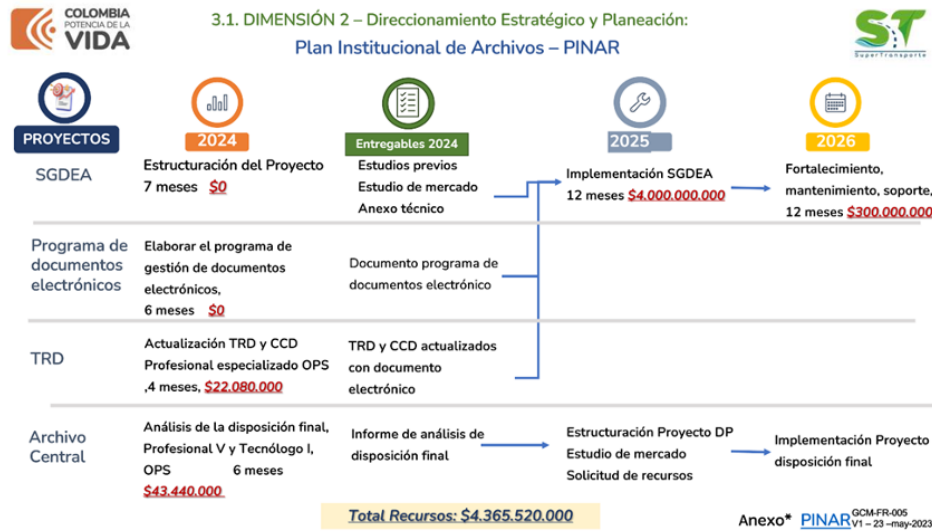 COLOMBIA
POTENCIA DE LA
VIDA
3.1. DIMENSIÓN 2 – Direccionamiento Estratégico y Planeación:
Plan Institucional de Archivos – PINAR
ST
SuperTransporte
PROYECTOS
2024
Entregables 2024
2025
2026
SGDEA
Estructuración del Proyecto
7 meses $0
Estudios previos
Estudio de mercado
Anexo técnico
Implementación SGDEA
12 meses $4.000.000.000
Fortalecimiento,
mantenimiento, soporte,
12 meses $300.000.000
Programa de
documentos
electrónicos
Elaborar el programa de
gestión de documentos
electrónicos,
6 meses $0
Documento programa de
documentos electrónico
TRD
Actualización TRD y CCD
Profesional especializado OPS
,4 meses, $22.080.000
TRD y CCD actualizados
con documento
electrónico
Archivo
Central
Análisis de la disposición final,
Profesional V y Tecnólogo I,
OPS 6 meses
$43.440.000
Informe de análisis de
disposición final
Estructuración Proyecto DP
Estudio de mercado
Solicitud de recursos
Implementación Proyecto
disposición final
Total Recursos: $4.365.520.000
Anexo* PINAR
GCM-FR-005
V1 – 23 –may-2023